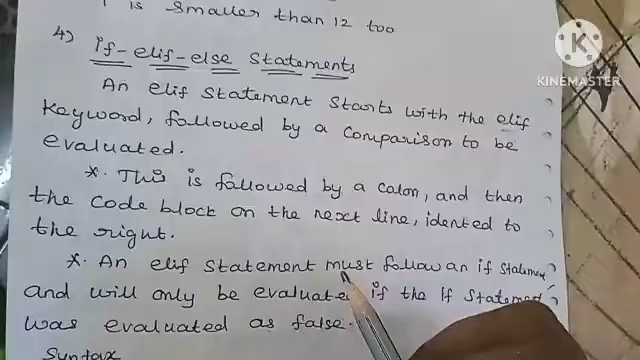 is smaller than 12 too
4) If-elif-else Statements
An elif statement starts with the elif
keyword, followed by a comparison to be
evaluated.
*. This is followed by a colon, and then
the code block on the next line, idented to
the right.
*. An elif statement must follow an if statement
and will only be evaluated if the if statement
was evaluated as false.
Syntax
KINEMASTER